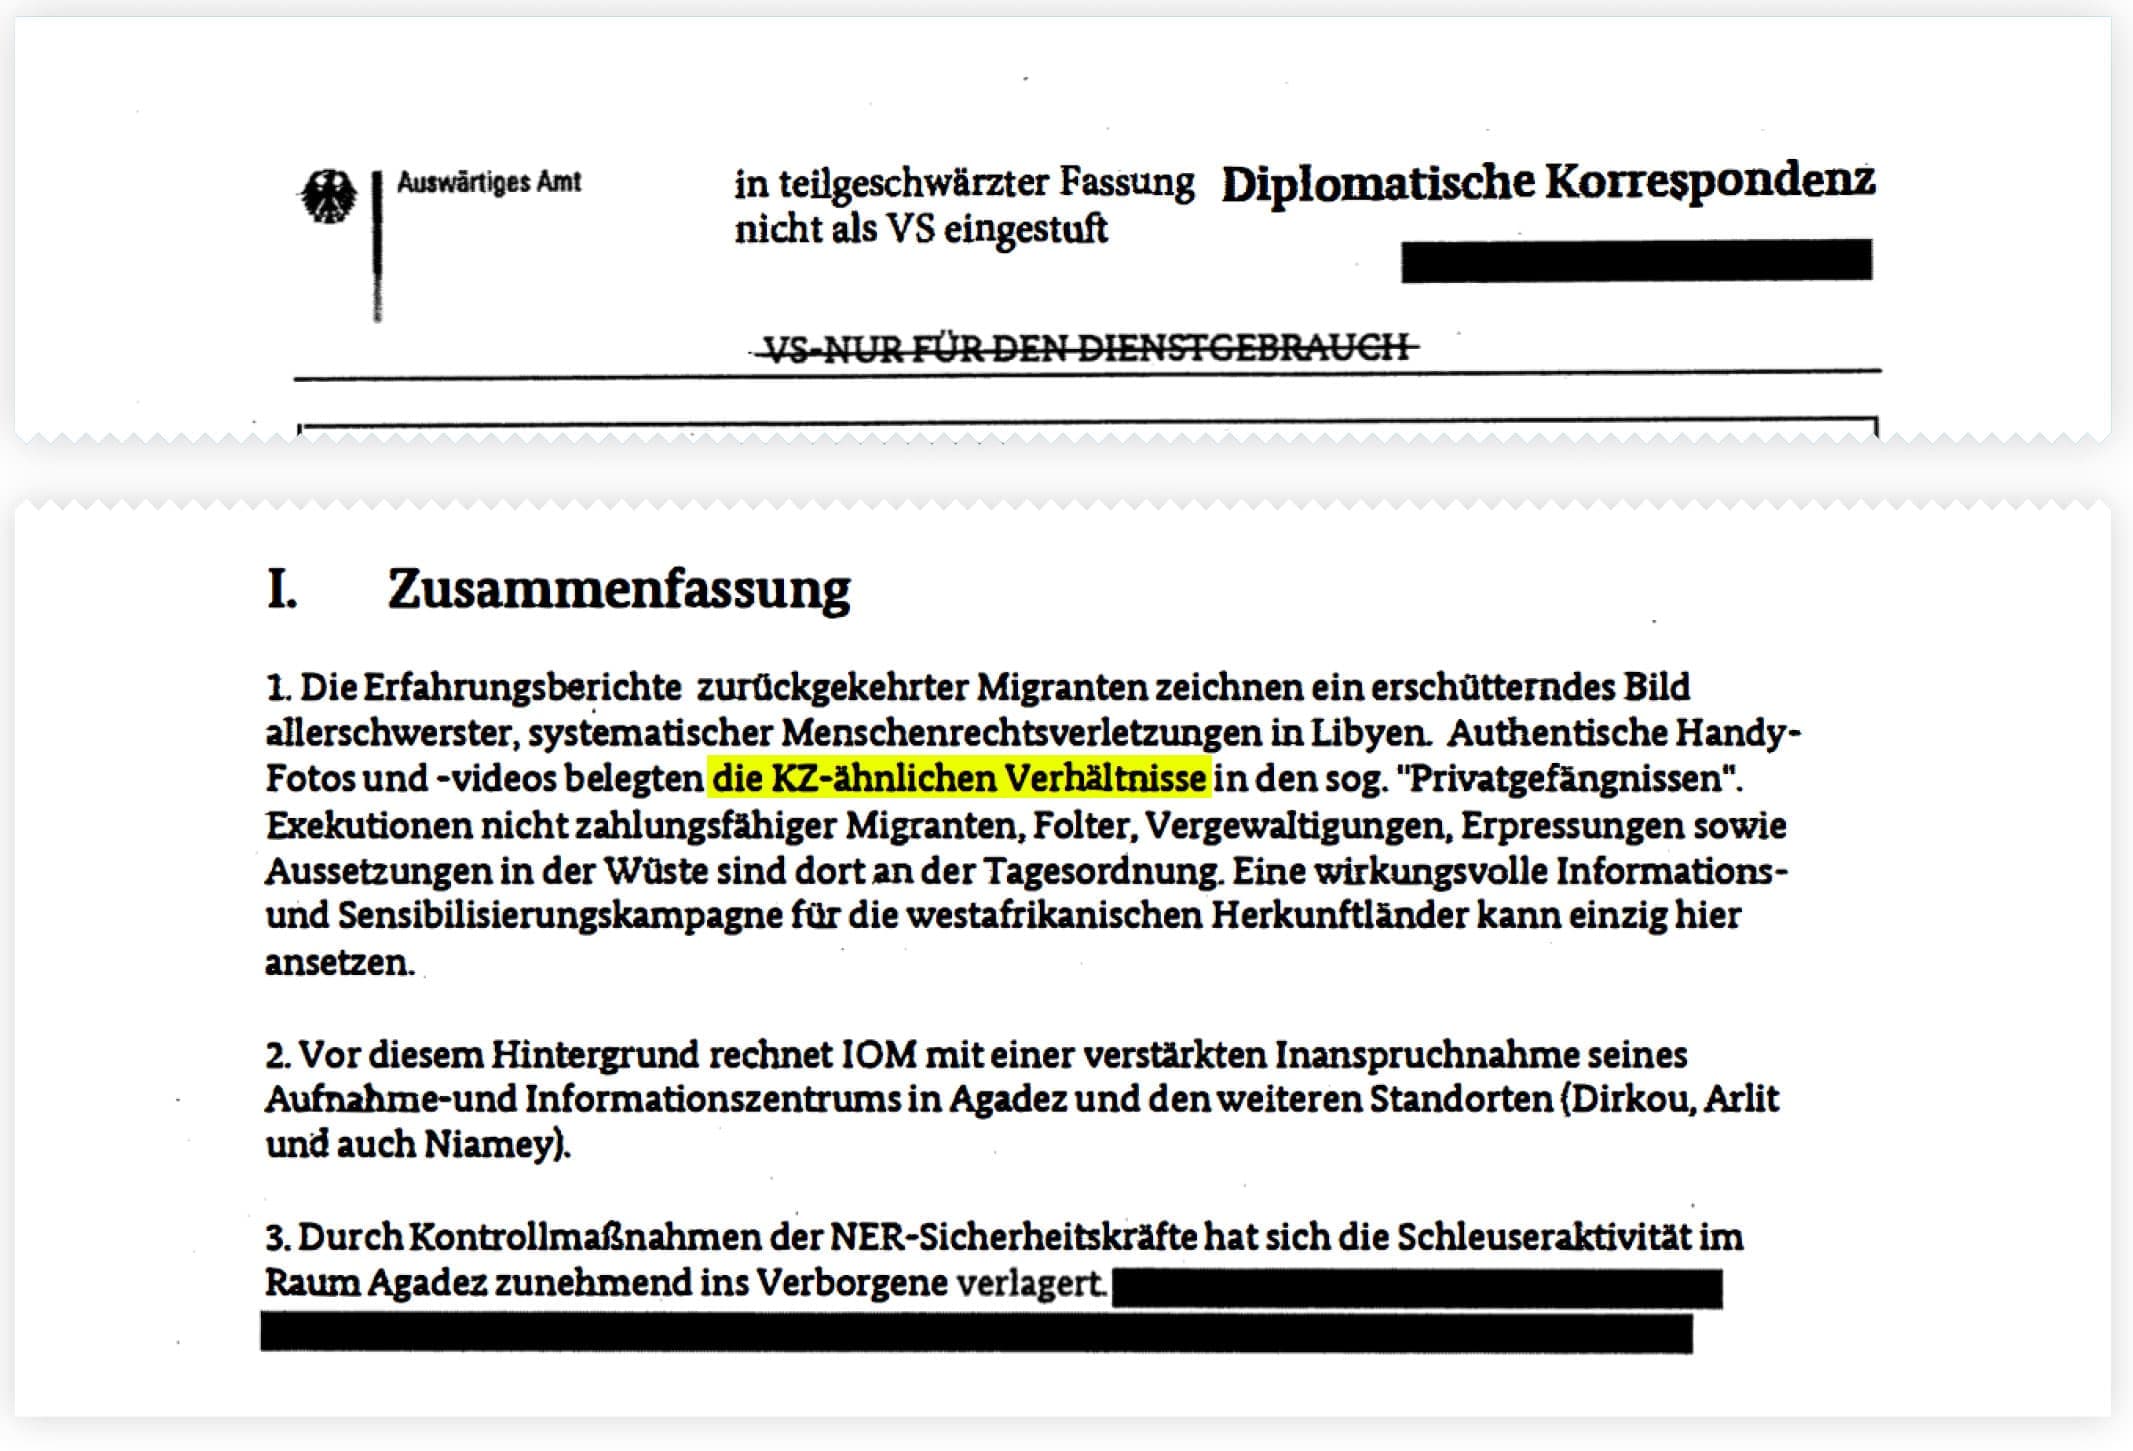 Auswärtiges Amt
in teilgeschwärzter Fassung
nicht als VS eingestuft
Diplomatische Korrespondenz
VS-NUR FÜR DEN DIENSTGEBRAUCH
I. Zusammenfassung
1. Die Erfahrungsberichte zurückgekehrter Migranten zeichnen ein erschütterndes Bild
allerschwerster, systematischer Menschenrechtsverletzungen in Libyen. Authentische Handy-
Fotos und -videos belegten die KZ-ähnlichen Verhältnisse in den sog. "Privatgefängnissen".
Exekutionen nicht zahlungsfähiger Migranten, Folter, Vergewaltigungen, Erpressungen sowie
Aussetzungen in der Wüste sind dort an der Tagesordnung. Eine wirkungsvolle Informations-
und Sensibilisierungskampagne für die westafrikanischen Herkunftländer kann einzig hier
ansetzen.
2. Vor diesem Hintergrund rechnet IOM mit einer verstärkten Inanspruchnahme seines
Aufnahme-und Informationszentrums in Agadez und den weiteren Standorten (Dirkou, Arlit
und auch Niamey).
3. Durch Kontrollmaßnahmen der NER-Sicherheitskräfte hat sich die Schleuseraktivität im
Raum Agadez zunehmend ins Verborgene verlagert.